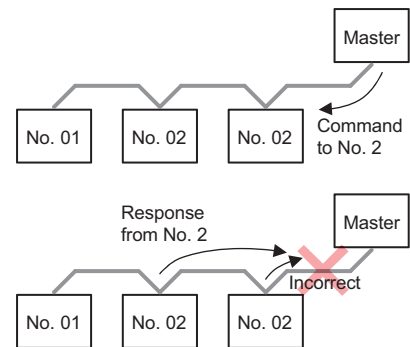 Master
No. 01
No. 02
No. 02
Command
to No. 2
Response
from No. 2
Master
Incorrect
No. 01
No. 02
No. 02